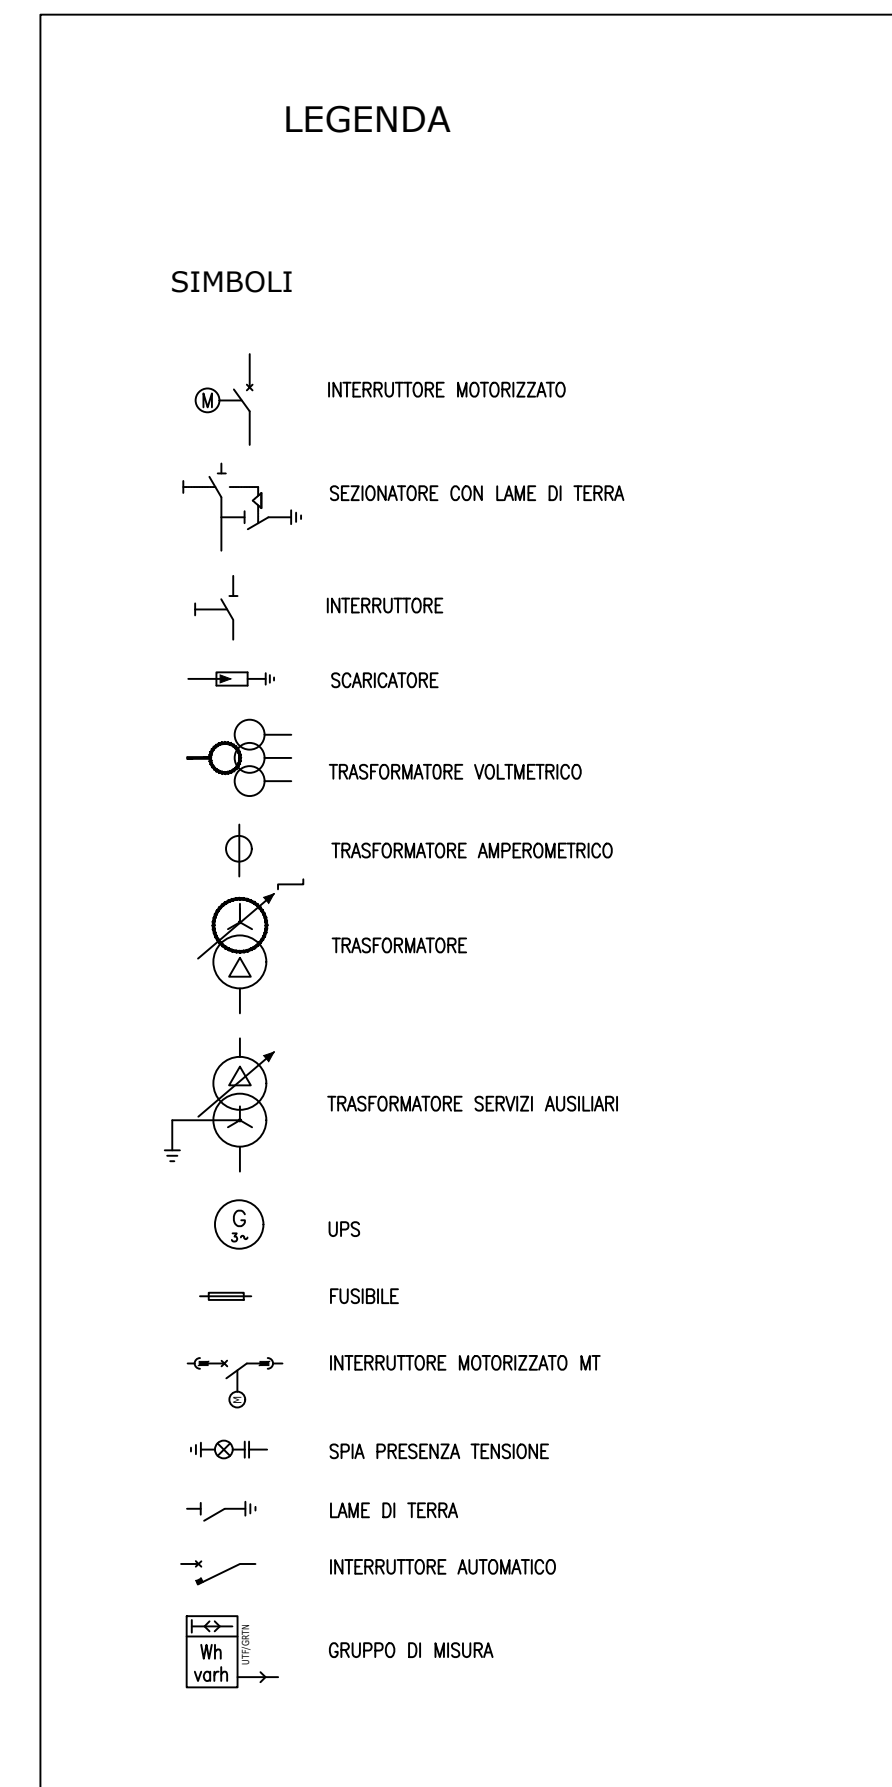 LEGENDA
SIMBOLI
M
INTERRUTTORE MOTORIZZATO
SEZIONATORE CON LAME DI TERRA
INTERRUTTORE
SCARICATORE
TRASFORMATORE VOLTMETRICO
TRASFORMATORE AMPEROMETRICO
TRASFORMATORE
TRASFORMATORE SERVIZI AUSILIARI
G
3~
UPS
FUSIBILE
INTERRUTTORE MOTORIZZATO MT
M
SPIA PRESENZA TENSIONE
LAME DI TERRA
INTERRUTTORE AUTOMATICO
Wh
varh
UTF/GRTN
GRUPPO DI MISURA